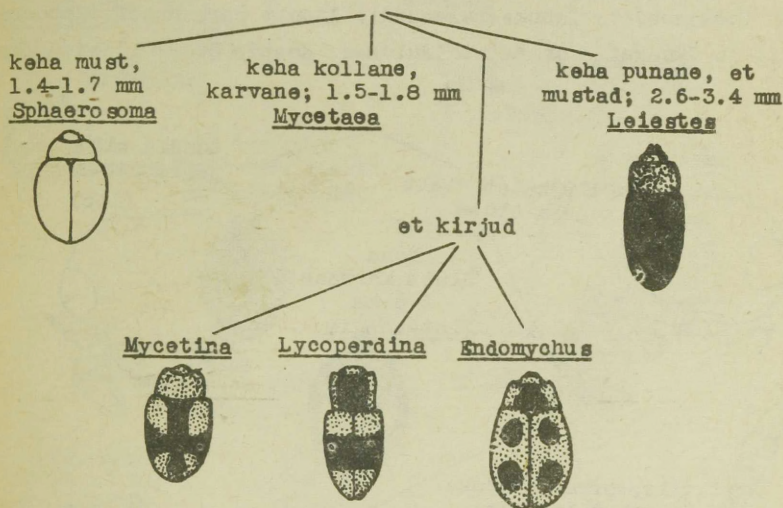 keha must,
1.4-1.7 mm
Sphaerosoma
keha kollane,
karvane; 1.5-1.8 mm
Mycetaea
keha punane, et
mustad; 2.6-3.4 mm
Leiestes
et kirjud
Mycetina
Lycoperdina
Endomychus